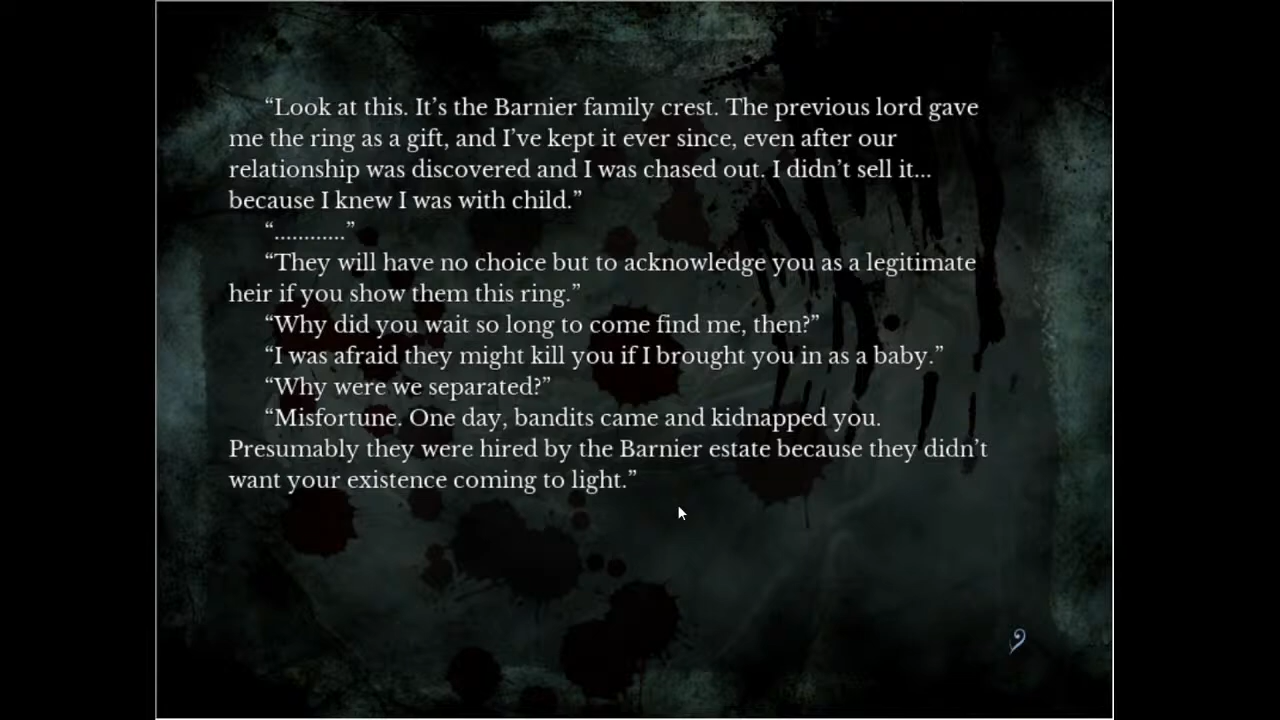 “Look at this. It’s the Barnier family crest. The previous lord gave
me the ring as a gift, and I’ve kept it ever since, even after our
relationship was discovered and I was chased out. I didn’t sell it...
because I knew I was with child.”
“............”
“They will have no choice but to acknowledge you as a legitimate
heir if you show them this ring.”
“Why did you wait so long to come find me, then?”
“I was afraid they might kill you if I brought you in as a baby.”
“Why were we separated?”
“Misfortune. One day, bandits came and kidnapped you.
Presumably they were hired by the Barnier estate because they didn’t
want your existence coming to light.”